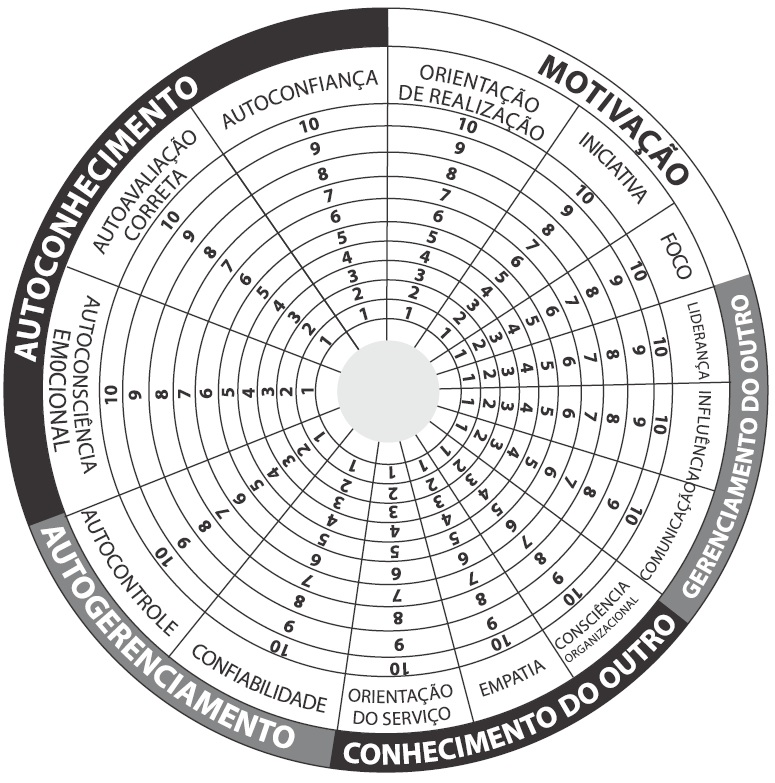 MOTIVAÇÃO
ORIENTAÇÃO
DE REALIZAÇÃO
10 9 8 7 6 5 4 3 2 1
INICIATIVA
10 9 8 7 6 5 4 3 2 1
FOCO
10 9 8 7 6 5 4 3 2 1
GERENCIAMENTO DO OUTRO
LIDERANÇA
10 9 8 7 6 5 4 3 2 1
INFLUÊNCIA
10 9 8 7 6 5 4 3 2 1
COMUNICAÇÃO
10 9 8 7 6 5 4 3 2 1
CONHECIMENTO DO OUTRO
CONSCIÊNCIA
ORGANIZACIONAL
10 9 8 7 6 5 4 3 2 1
EMPATIA
10 9 8 7 6 5 4 3 2 1
ORIENTAÇÃO
DO SERVIÇO
10 9 8 7 6 5 4 3 2 1
AUTOGERENCIAMENTO
CONFIABILIDADE
10 9 8 7 6 5 4 3 2 1
AUTOCONTROLE
10 9 8 7 6 5 4 3 2 1
AUTOCONHECIMENTO
AUTOCONSCIÊNCIA
EMOCIONAL
10 9 8 7 6 5 4 3 2 1
AUTOAVALIAÇÃO
CORRETA
10 9 8 7 6 5 4 3 2 1
AUTOCONFIANÇA
10 9 8 7 6 5 4 3 2 1